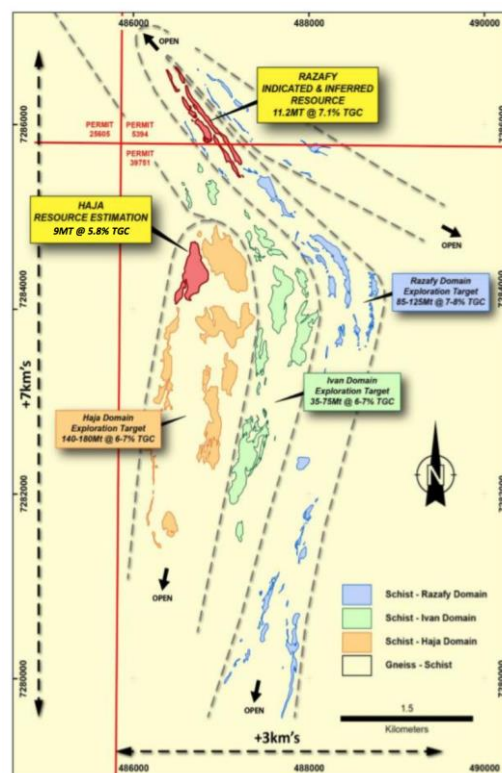 486000
488000
490000
OPEN
RAZAFY
INDICATED & INFERRED
RESOURCE
11.2MT @ 7.1% TGC
7286000
7286000
PERMIT
25605
PERMIT
5394
PERMIT
39751
HAJA
RESOURCE ESTIMATION
9MT @ 5.8% TGC
OPEN
7284000
7284000
Razafy Domain
Exploration Target
85-125Mt @ 7-8% TGC
+7km's
Ivan Domain
Exploration Target
35-75Mt @ 6-7% TGC
Haja Domain
Exploration Target
140-180Mt @ 6-7% TGC
N
7282000
7282000
OPEN
Schist - Razafy Domain
Schist - Ivan Domain
Schist - Haja Domain
Gneiss - Schist
7280000
7280000
OPEN
1.5
Kilometers
+3km's
486000
488000
490000